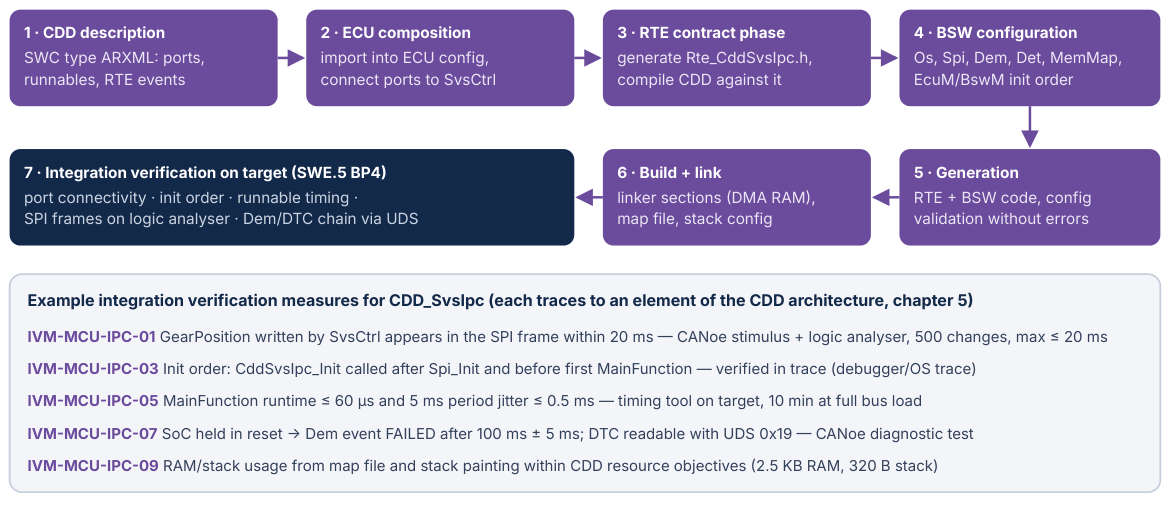 1 · CDD description
SWC type ARXML: ports,
runnables, RTE events
2 · ECU composition
import into ECU config,
connect ports to SvsCtrl
3 · RTE contract phase
generate Rte_CddSvsIpc.h,
compile CDD against it
4 · BSW configuration
Os, Spi, Dem, Det, MemMap,
EcuM/BswM init order
5 · Generation
RTE + BSW code, config
validation without errors
6 · Build + link
linker sections (DMA RAM),
map file, stack config
7 · Integration verification on target (SWE.5 BP4)
port connectivity · init order · runnable timing ·
SPI frames on logic analyser · Dem/DTC chain via UDS
Example integration verification measures for CDD_SvsIpc (each traces to an element of the CDD architecture, chapter 5)
IVM-MCU-IPC-01 GearPosition written by SvsCtrl appears in the SPI frame within 20 ms — CANoe stimulus + logic analyser, 500 changes, max ≤ 20 ms
IVM-MCU-IPC-03 Init order: CddSvsIpc_Init called after Spi_Init and before first MainFunction — verified in trace (debugger/OS trace)
IVM-MCU-IPC-05 MainFunction runtime ≤ 60 µs and 5 ms period jitter ≤ 0.5 ms — timing tool on target, 10 min at full bus load
IVM-MCU-IPC-07 SoC held in reset → Dem event FAILED after 100 ms ± 5 ms; DTC readable with UDS 0x19 — CANoe diagnostic test
IVM-MCU-IPC-09 RAM/stack usage from map file and stack painting within CDD resource objectives (2.5 KB RAM, 320 B stack)